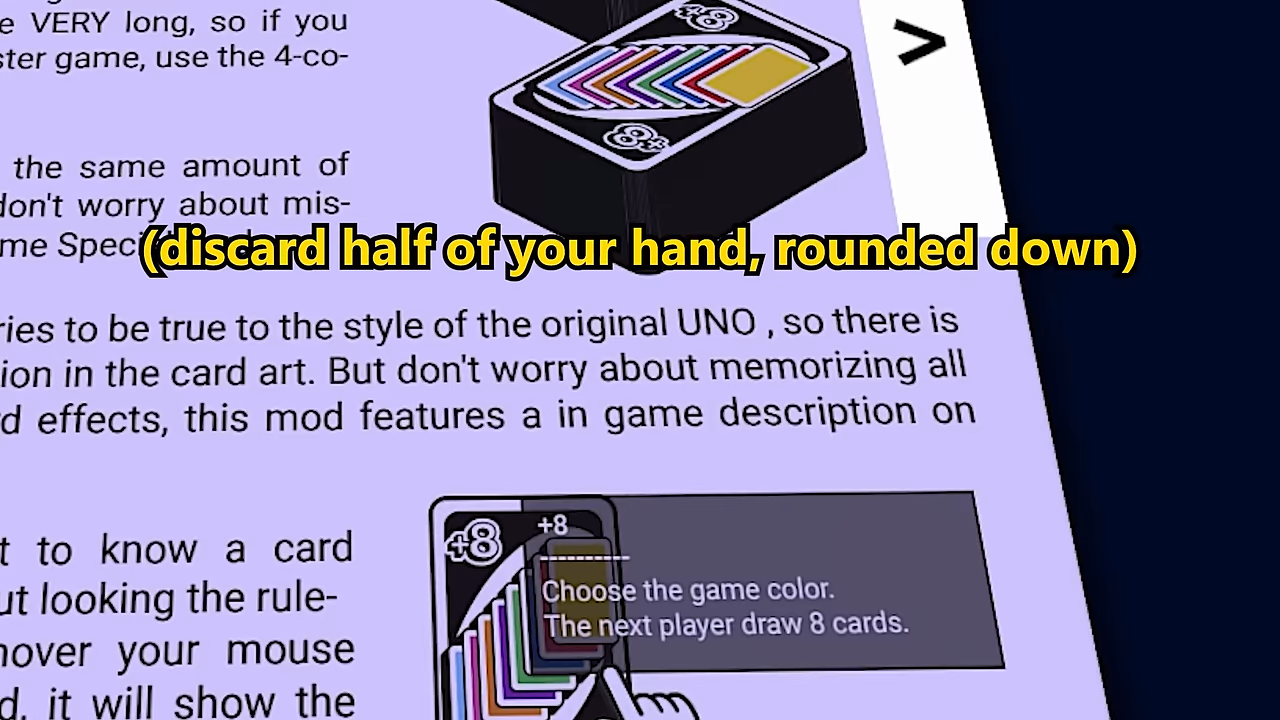 e VERY long, so if you
ster game, use the 4-co-
+8
8+
>
the same amount of
don't worry about mis-
me Speci
(discard half of your hand, rounded down)
ries to be true to the style of the original UNO , so there is
ion in the card art. But don't worry about memorizing all
d effects, this mod features a in game description on
t to know a card
ut looking the rule-
hover your mouse
d, it will show the
+8
+8
----------
Choose the game color.
The next player draw 8 cards.